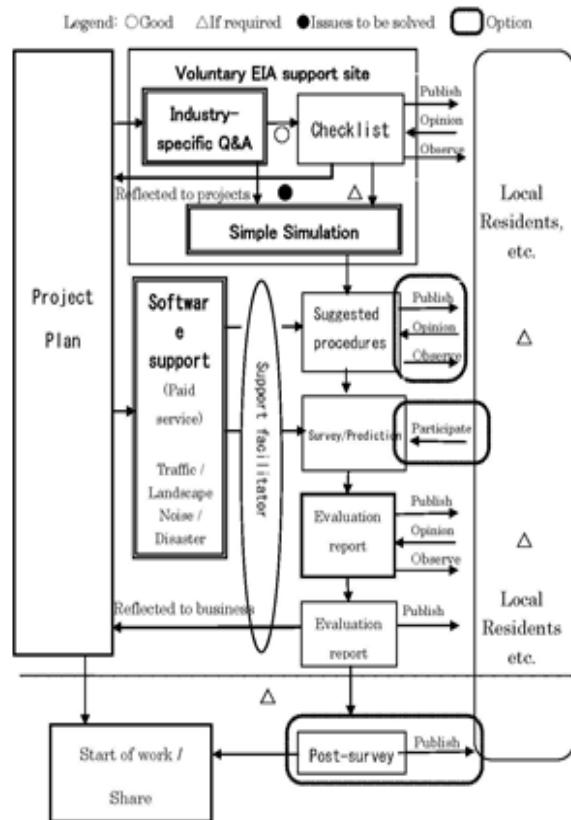 Legend: ○Good △If required ●Issues to be solved Option
Voluntary EIA support site
Industry-
specific Q&A
Checklist
Publish
Opinion
Observe
Reflected to projects
Simple Simulation
Local
Residents,
etc.
Project
Plan
Softwar
e
support
(Paid
service)
Traffic /
Landscape
Noise /
Disaster
Support facilitator
Suggested
procedures
Publish
Opinion
Observe
Survey/Prediction
Participate
Evaluation
report
Publish
Opinion
Observe
Reflected to business
Evaluation
report
Publish
Local
Residents
etc.
Start of work /
Share
Post-survey
Publish